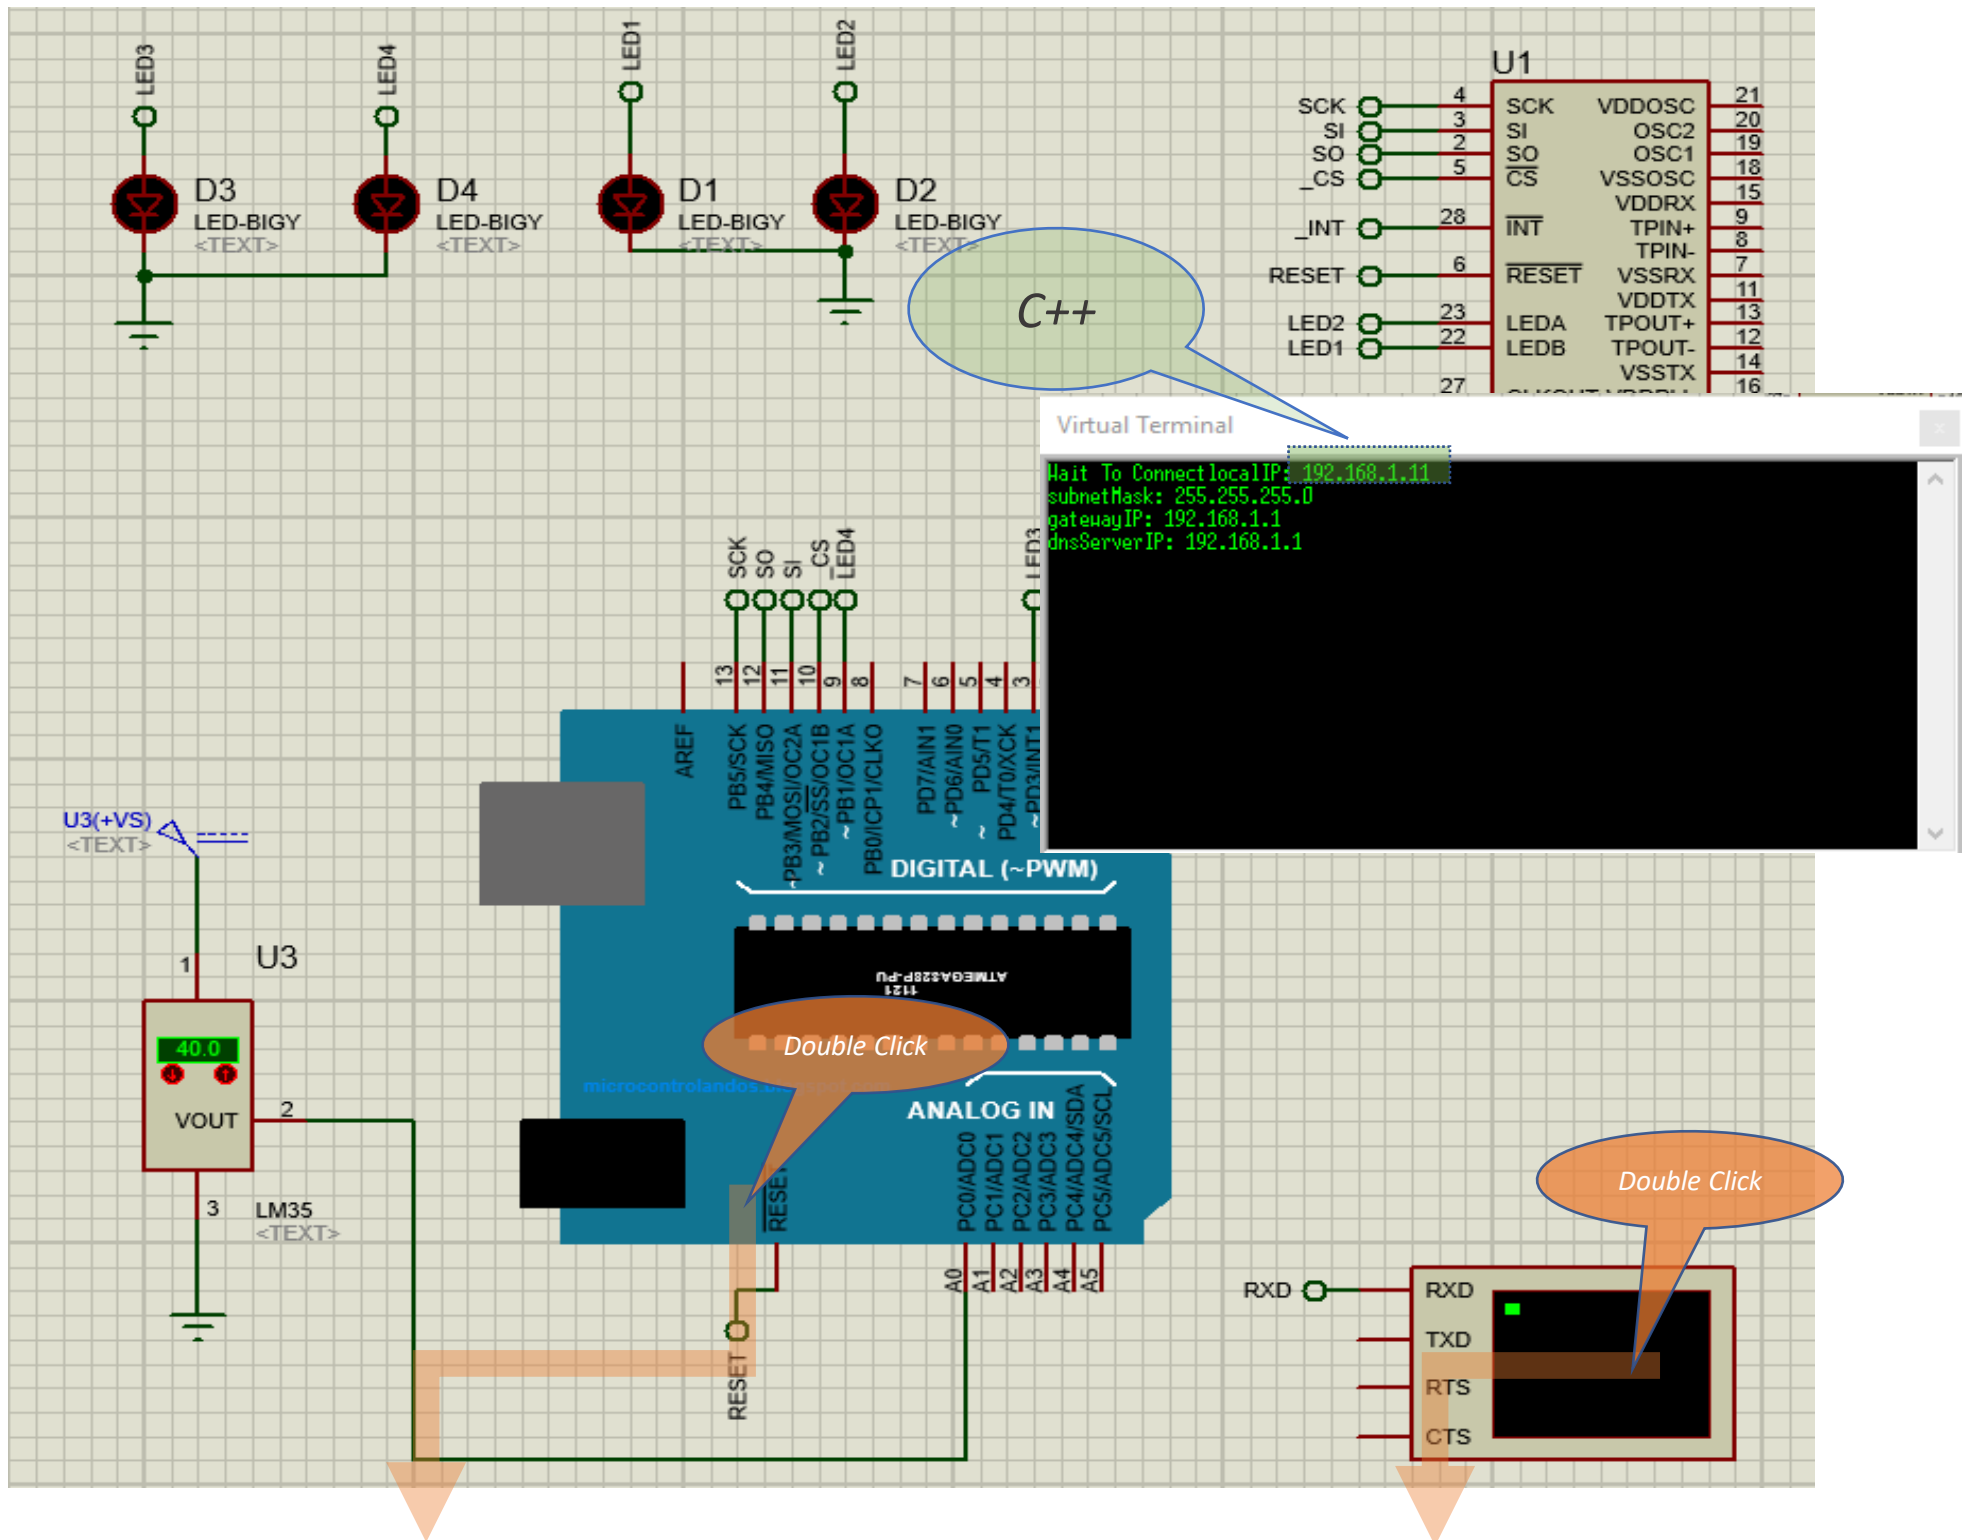 LED3
LED4
LED1
LED2
D3
LED-BIGY
<TEXT>
D4
LED-BIGY
<TEXT>
D1
LED-BIGY
<TEXT>
D2
LED-BIGY
<TEXT>
U1
SCK 4 SCK VDDOSC 21
SI 3 SI OSC2 20
SO 2 SO OSC1 19
_CS 5 CS VSSOSC 18
VDDRX 15
_INT 28 INT TPIN+ 9
TPIN- 8
RESET 6 RESET VSSRX 7
VDDTX 11
LED2 23 LEDA TPOUT+ 13
LED1 22 LEDB TPOUT- 12
VSSTX 14
27 16
C++
Virtual Terminal
Wait To ConnectlocalIP: 192.168.1.11
subnetMask: 255.255.255.0
gatewayIP: 192.168.1.1
dnsServerIP: 192.168.1.1
SCK
SO
SI
_CS
LED4
LED3
13
12
11
10
9
8
7
6
5
4
3
AREF
PB5/SCK
PB4/MISO
~PB3/MOSI/OC2A
~PB2/SS/OC1B
~PB1/OC1A
PB0/ICP1/CLKO
PD7/AIN1
~PD6/AIN0
~PD5/T1
PD4/T0/XCK
~PD3/INT1
DIGITAL (~PWM)
ATMEGA328P-PU
1121
Double Click
microcontrolandos.
ANALOG IN
RESET
PC0/ADC0
PC1/ADC1
PC2/ADC2
PC3/ADC3
PC4/ADC4/SDA
PC5/ADC5/SCL
A0
A1
A2
A3
A4
A5
RESET
U3(+VS)
<TEXT>
1
U3
40.0
VOUT
2
3
LM35
<TEXT>
Double Click
RXD RXD
TXD
RTS
CTS